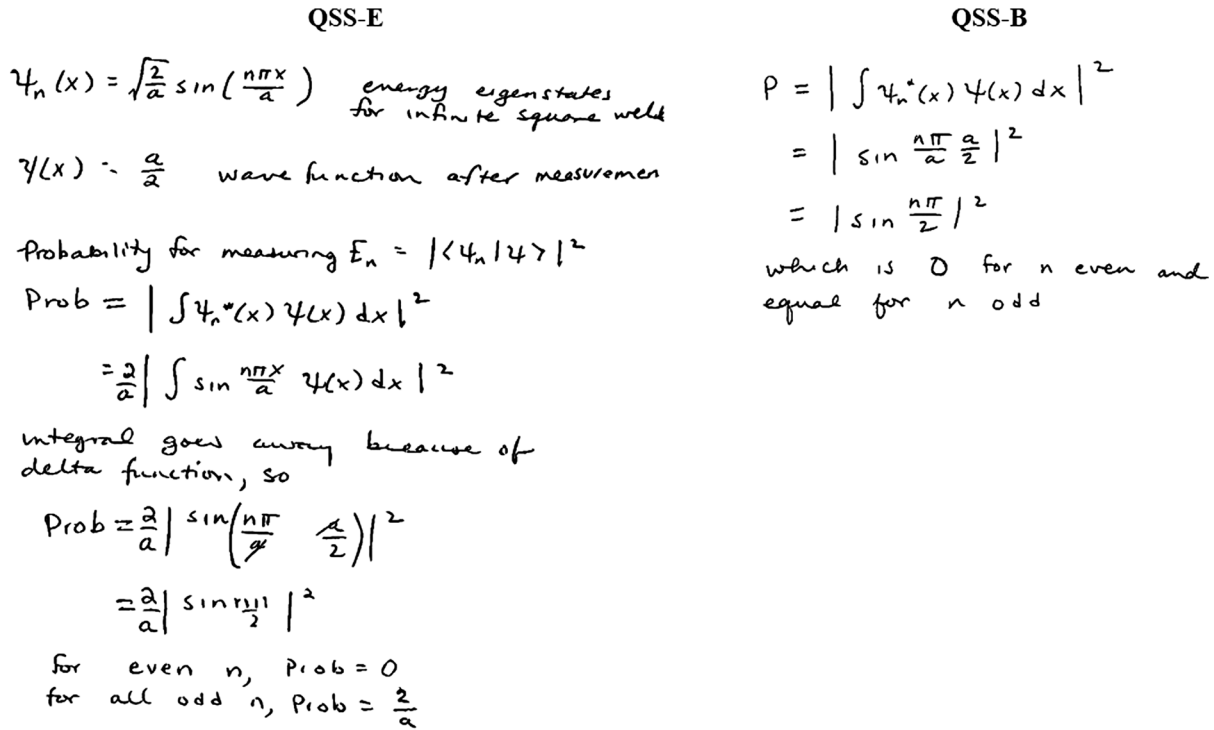 QSS-E
ψₙ(x) = √(2/a) sin(nπx/a) energy eigenstates
for infinite square well
ψ(x) = a/2 wave function after measuremen
Probability for measuring Eₙ = |<ψₙ|ψ>|²
Prob = |∫ψₙ*(x) ψ(x) dx|²
= 2/a |∫ sin nπx/a ψ(x) dx|²
integral goes away because of
delta function, so
Prob = 2/a |sin(nπ/a a/2)|²
= 2/a |sin nπ/2|²
for even n, Prob = 0
for all odd n, Prob = 2/a
QSS-B
P = |∫ψₙ*(x) ψ(x) dx|²
= |sin nπ/a a/2|²
= |sin nπ/2|²
which is 0 for n even and
equal for n odd